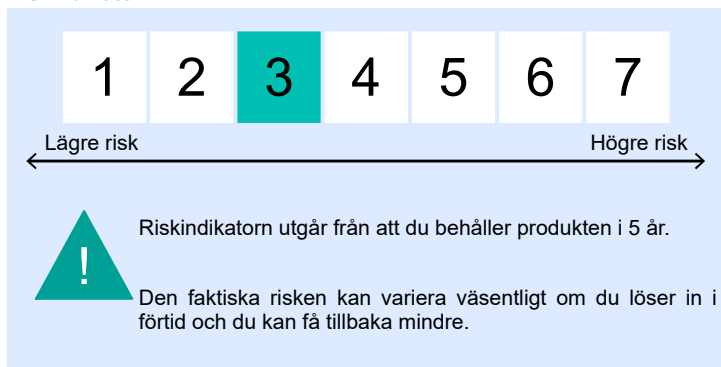 1 2 3 4 5 6 7
Lägre risk Högre risk
!
Riskindikatorn utgår från att du behåller produkten i 5 år.
Den faktiska risken kan variera väsentligt om du löser in i
förtid och du kan få tillbaka mindre.